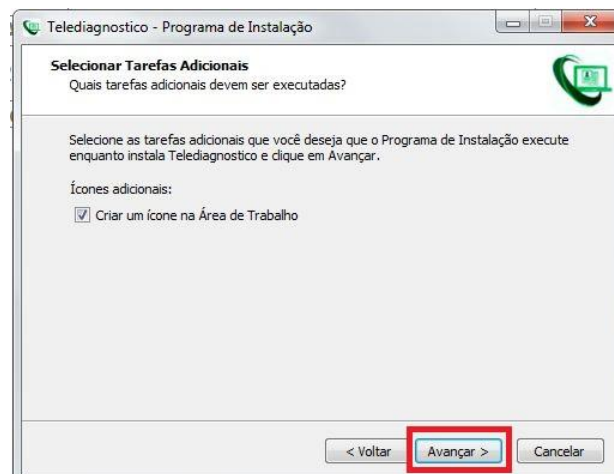 Telediagnostico - Programa de Instalação
Selecionar Tarefas Adicionais
Quais tarefas adicionais devem ser executadas?
Selecione as tarefas adicionais que você deseja que o Programa de Instalação execute
enquanto instala Telediagnostico e clique em Avançar.
Ícones adicionais:
Criar um ícone na Área de Trabalho
< Voltar
Avançar >
Cancelar